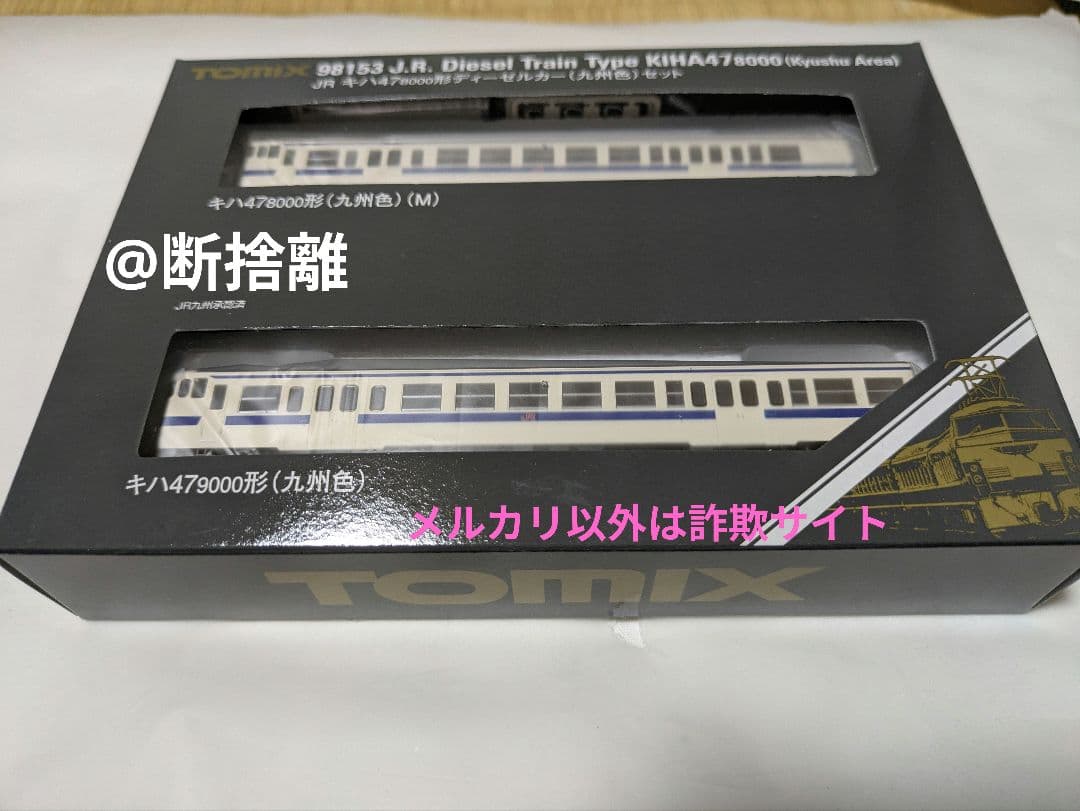 TOMIX 98153 J.R. Diesel Train Type KIHA478000 (Kyushu Area)
JR キハ478000形ディーゼルカー(九州色)セット
キハ478000形(九州色)(M)
@断捨離
JR九州承認済
キハ479000形(九州色)
メルカリ以外は詐欺サイト
TOMIX